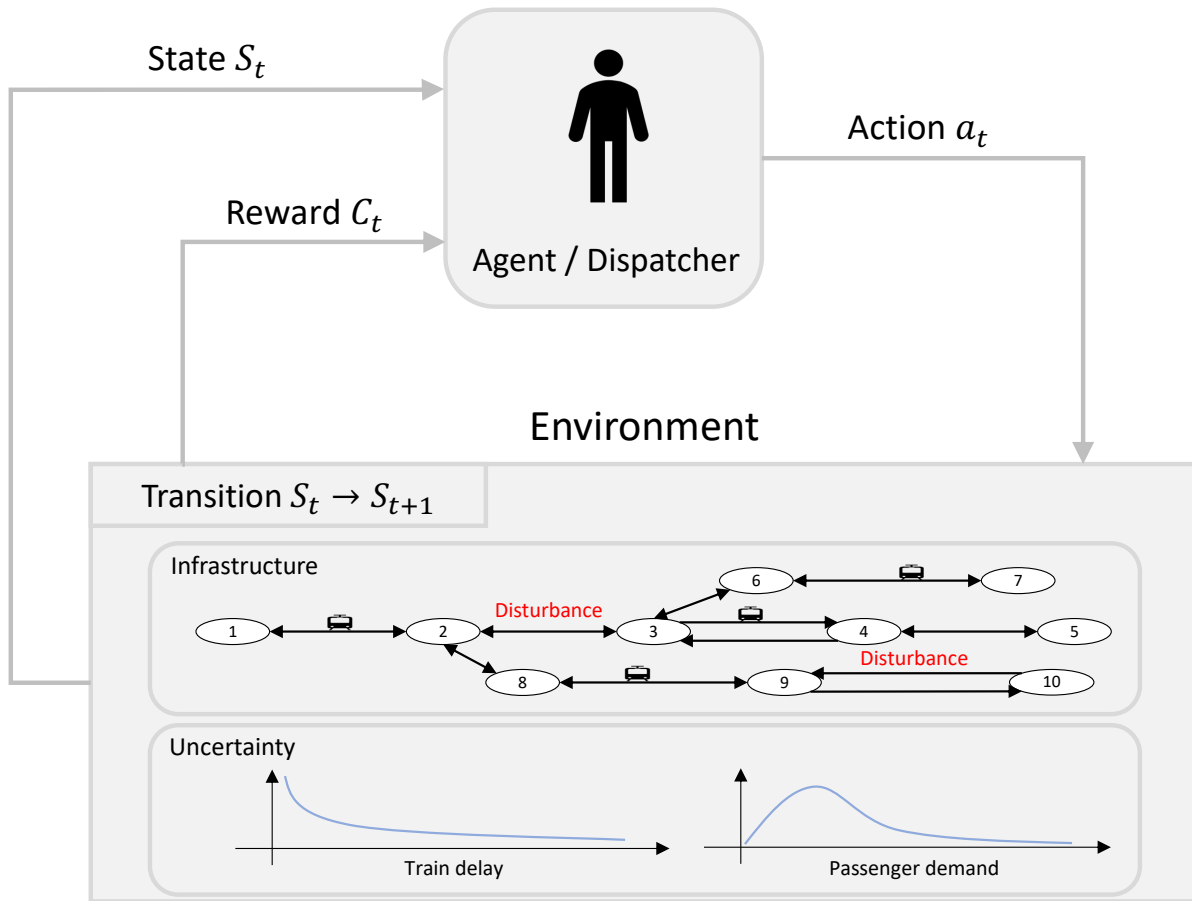 State S_t
Action a_t
Reward C_t
Agent / Dispatcher
Environment
Transition S_t → S_{t+1}
Infrastructure
6
7
Disturbance
1
2
3
4
5
Disturbance
8
9
10
Uncertainty
Train delay
Passenger demand